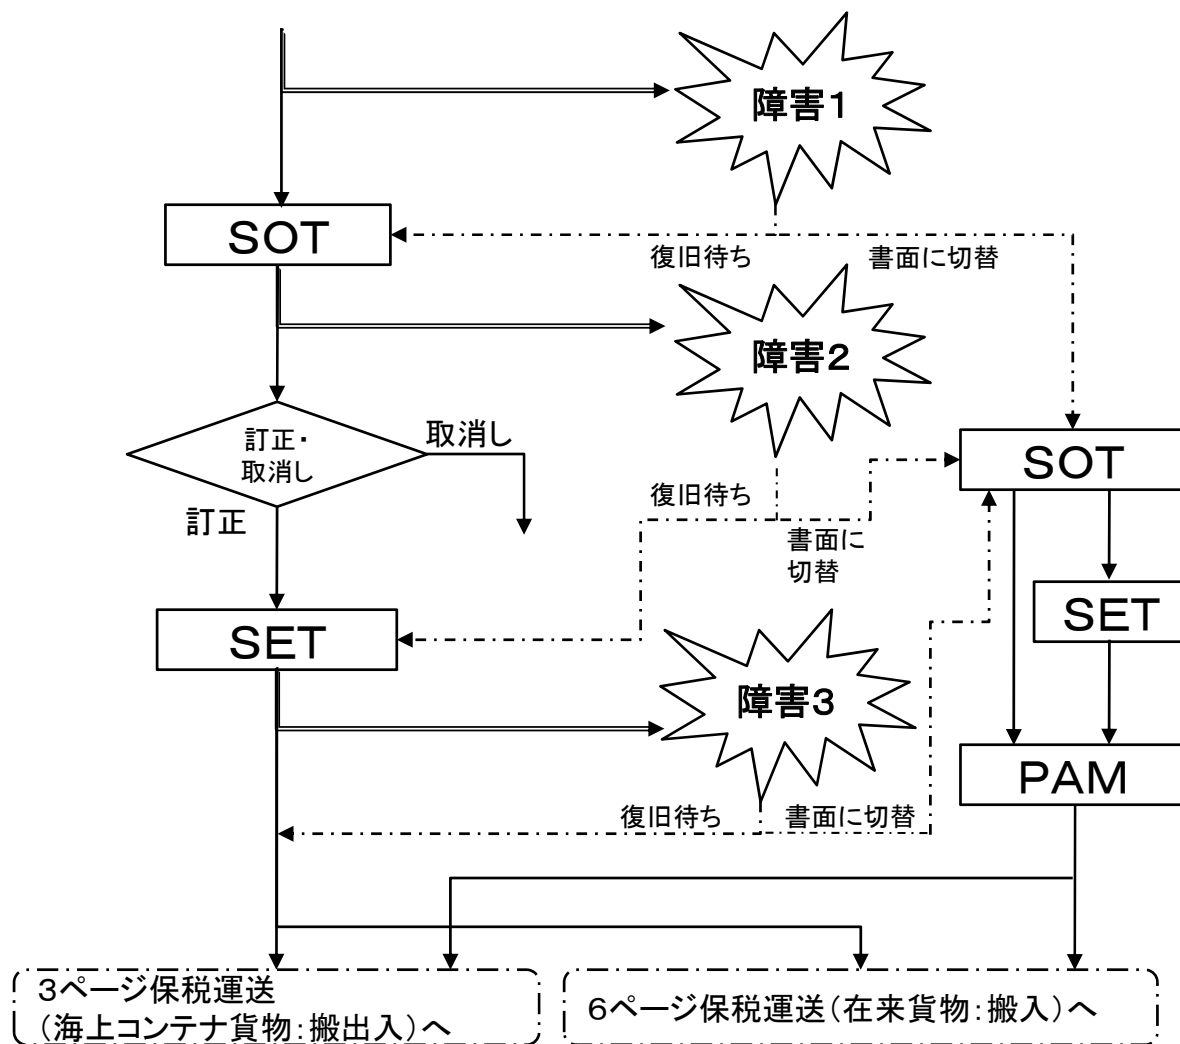 障害１
ＳＯＴ
復旧待ち
書面に切替
障害２
訂正・
取消し
取消し
ＳＯＴ
訂正
復旧待ち
書面に
切替
ＳＥＴ
ＳＥＴ
障害３
ＰＡＭ
復旧待ち
書面に切替
３ページ保税運送
（海上コンテナ貨物：搬出入）へ
６ページ保税運送（在来貨物：搬入）へ